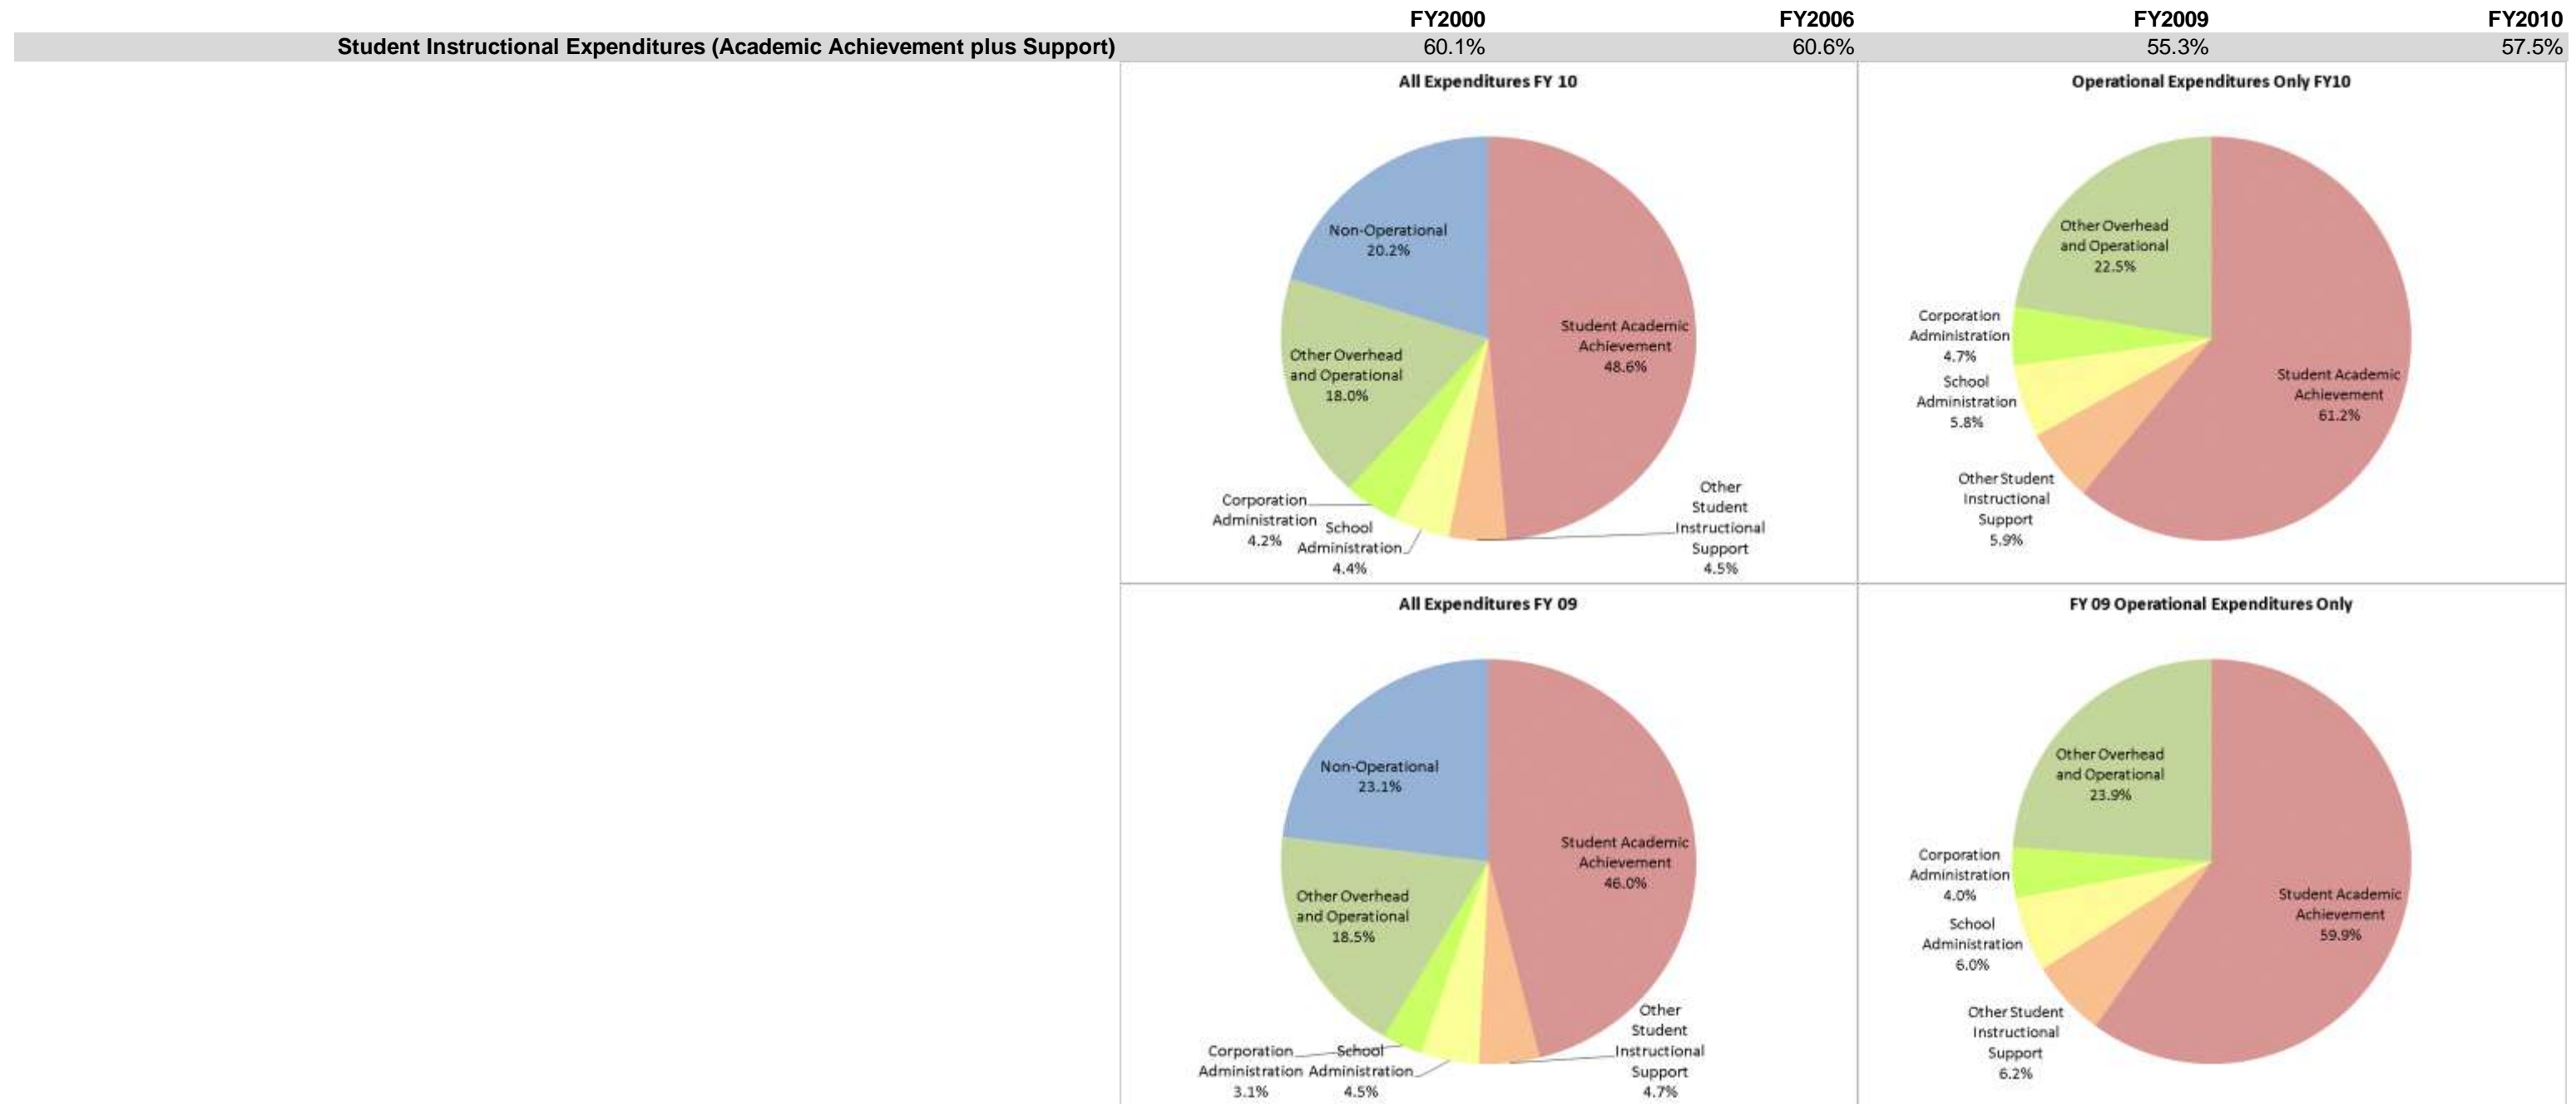 FY2000 FY2006 FY2009 FY2010
Student Instructional Expenditures (Academic Achievement plus Support) 60.1% 60.6% 55.3% 57.5%
All Expenditures FY 10
Non-Operational
20.2%
Student Academic
Achievement
48.6%
Other Overhead
and Operational
18.0%
Corporation
Administration
4.2%
School
Administration
4.4%
Other
Student
Instructional
Support
4.5%
Operational Expenditures Only FY10
Other Overhead
and Operational
22.5%
Corporation
Administration
4.7%
School
Administration
5.8%
Student Academic
Achievement
61.2%
Other Student
Instructional
Support
5.9%
All Expenditures FY 09
Non-Operational
23.1%
Student Academic
Achievement
46.0%
Other Overhead
and Operational
18.5%
Corporation
Administration
3.1%
School
Administration
4.5%
Other
Student
Instructional
Support
4.7%
FY 09 Operational Expenditures Only
Other Overhead
and Operational
23.9%
Corporation
Administration
4.0%
School
Administration
6.0%
Student Academic
Achievement
59.9%
Other Student
Instructional
Support
6.2%